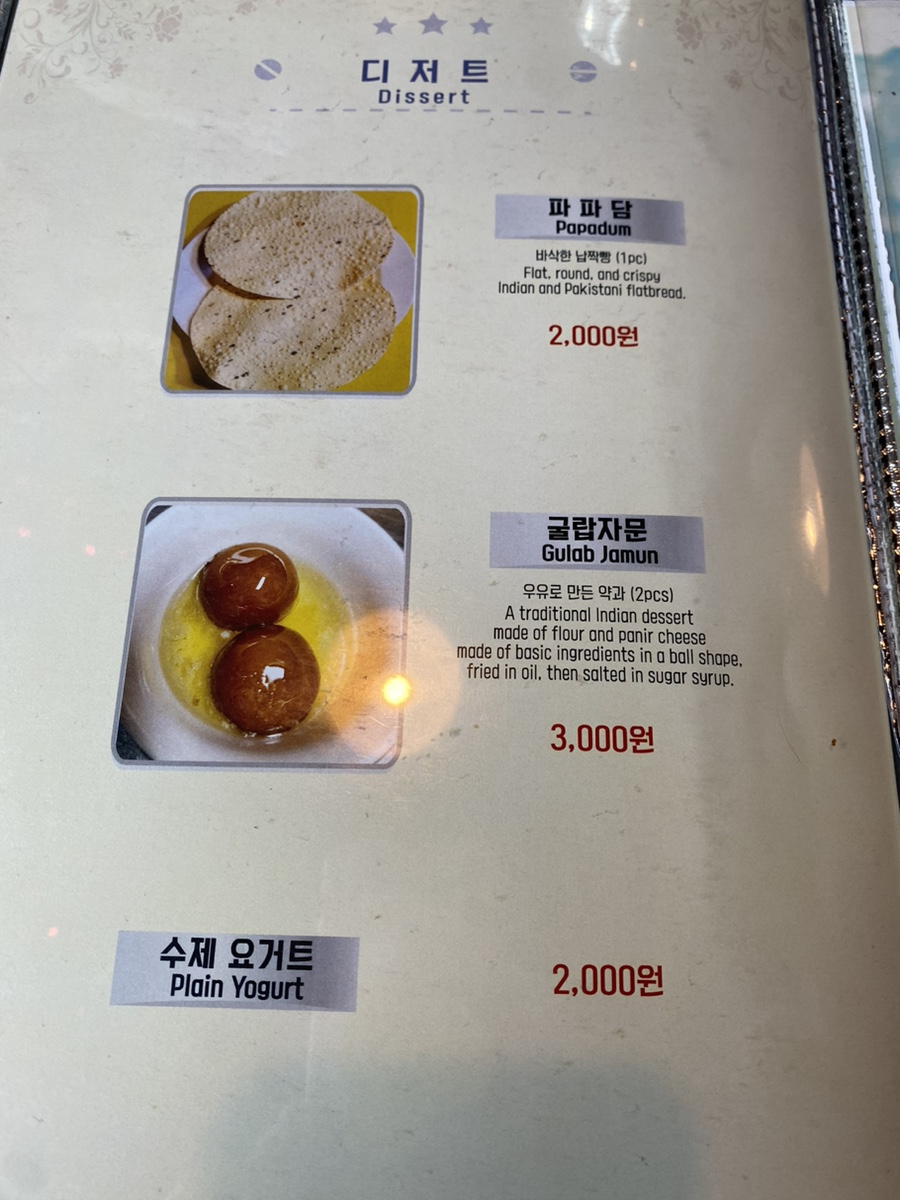 디저트
Dissert
파파담
Papadum
바삭한 납짝빵 (1pc)
Flat, round, and crispy
Indian and Pakistani flatbread.
2,000원
굴랍자문
Gulab Jamun
우유로 만든 약과 (2pcs)
A traditional Indian dessert
made of flour and panir cheese
made of basic ingredients in a ball shape,
fried in oil, then salted in sugar syrup.
3,000원
수제 요거트
Plain Yogurt
2,000원